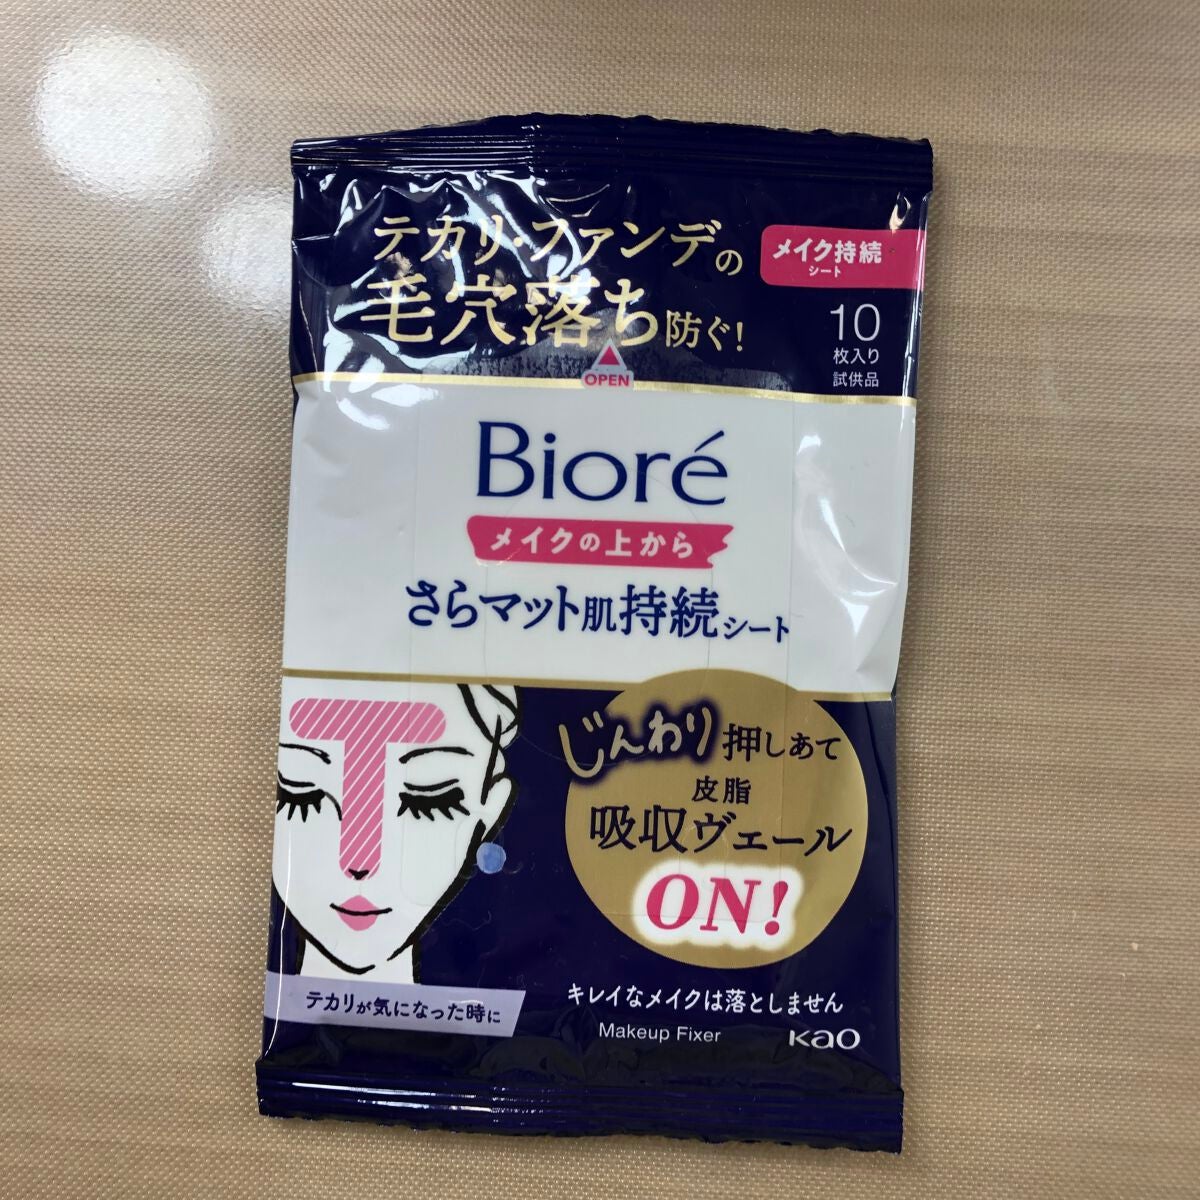 テカリ・ファンデの
毛穴落ち防ぐ!
メイク持続
シート
10
枚入り
試供品
OPEN
Bioré
メイクの上から
さらマット肌持続シート
じんわり押しあて
皮脂
吸収ヴェール
ON!
T
テカリが気になった時に
キレイなメイクは落としません
Makeup Fixer
Kao